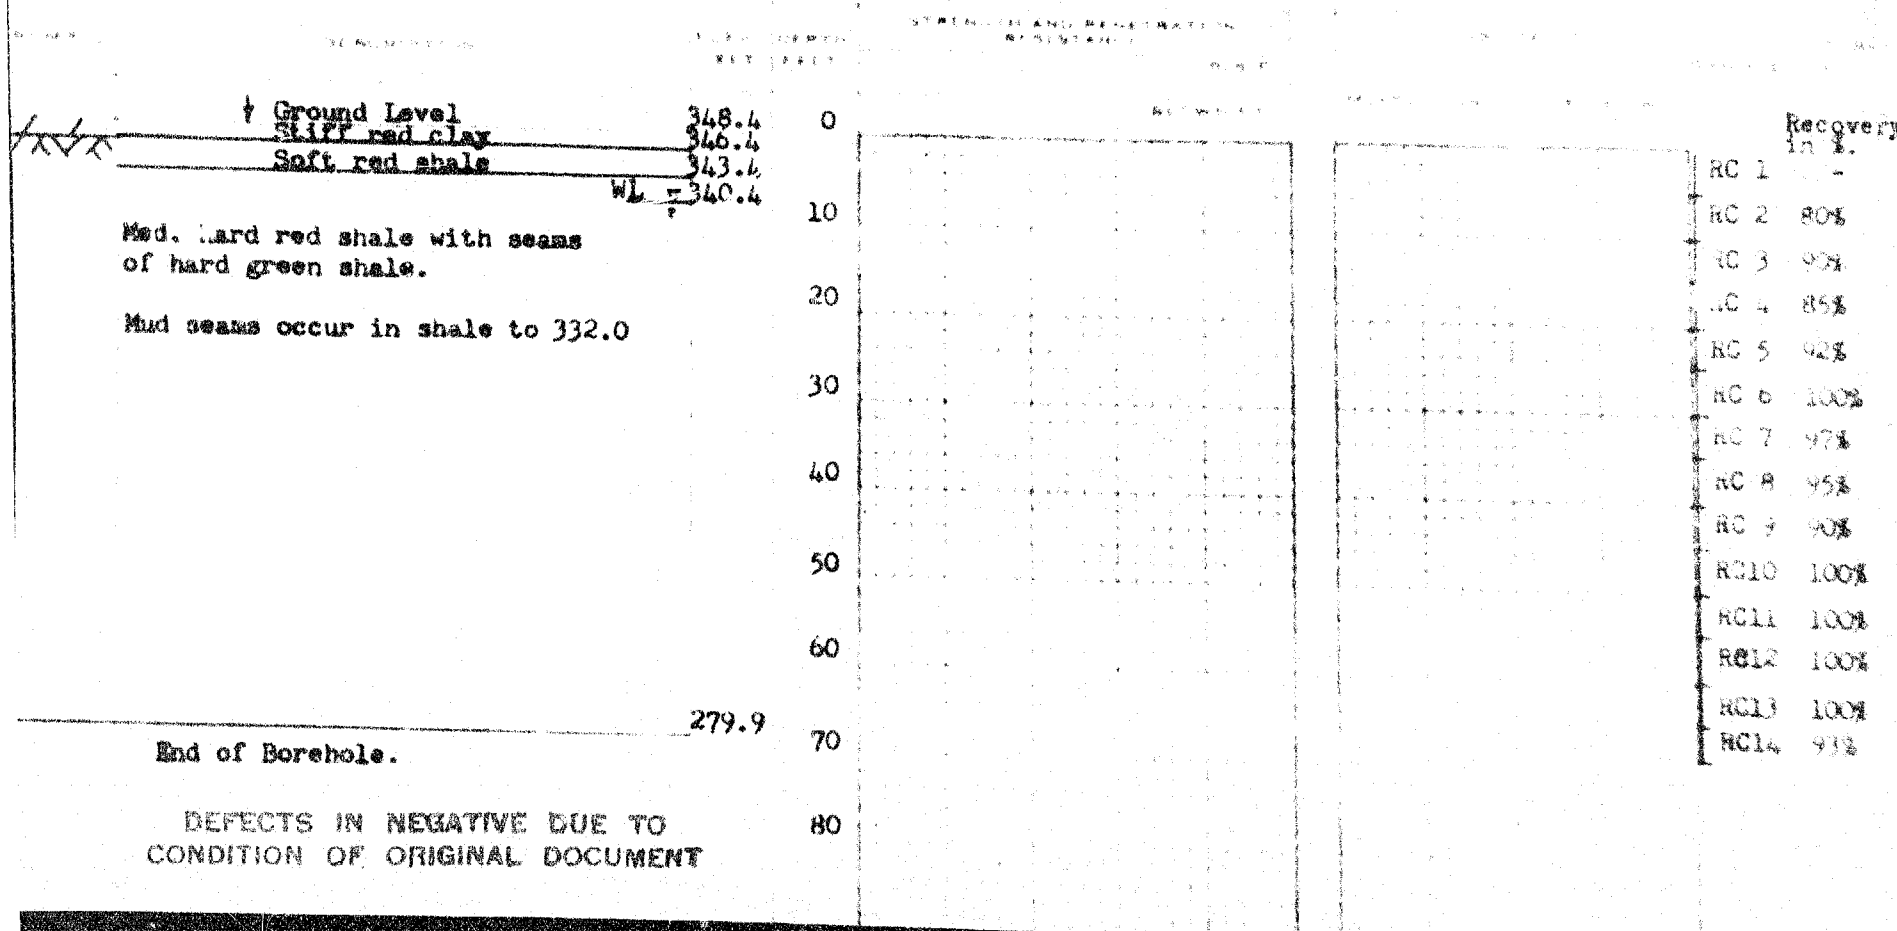 STRENGTH AND PENETRATION
RESISTANCE
Ground Level 348.4 0
Stiff red clay 346.4
Soft red shale 343.4
WL = 340.4
Med. hard red shale with seams
of hard green shale.
Mud seams occur in shale to 332.0
279.9
End of Borehole.
DEFECTS IN NEGATIVE DUE TO
CONDITION OF ORIGINAL DOCUMENT
10
20
30
40
50
60
70
80
Recovery
in %.
RC 1 -
RC 2 80%
RC 3 90%
RC 4 85%
RC 5 92%
RC 6 100%
RC 7 97%
RC 8 95%
RC 9 90%
RC10 100%
RC11 100%
RC12 100%
RC13 100%
RC14 93%